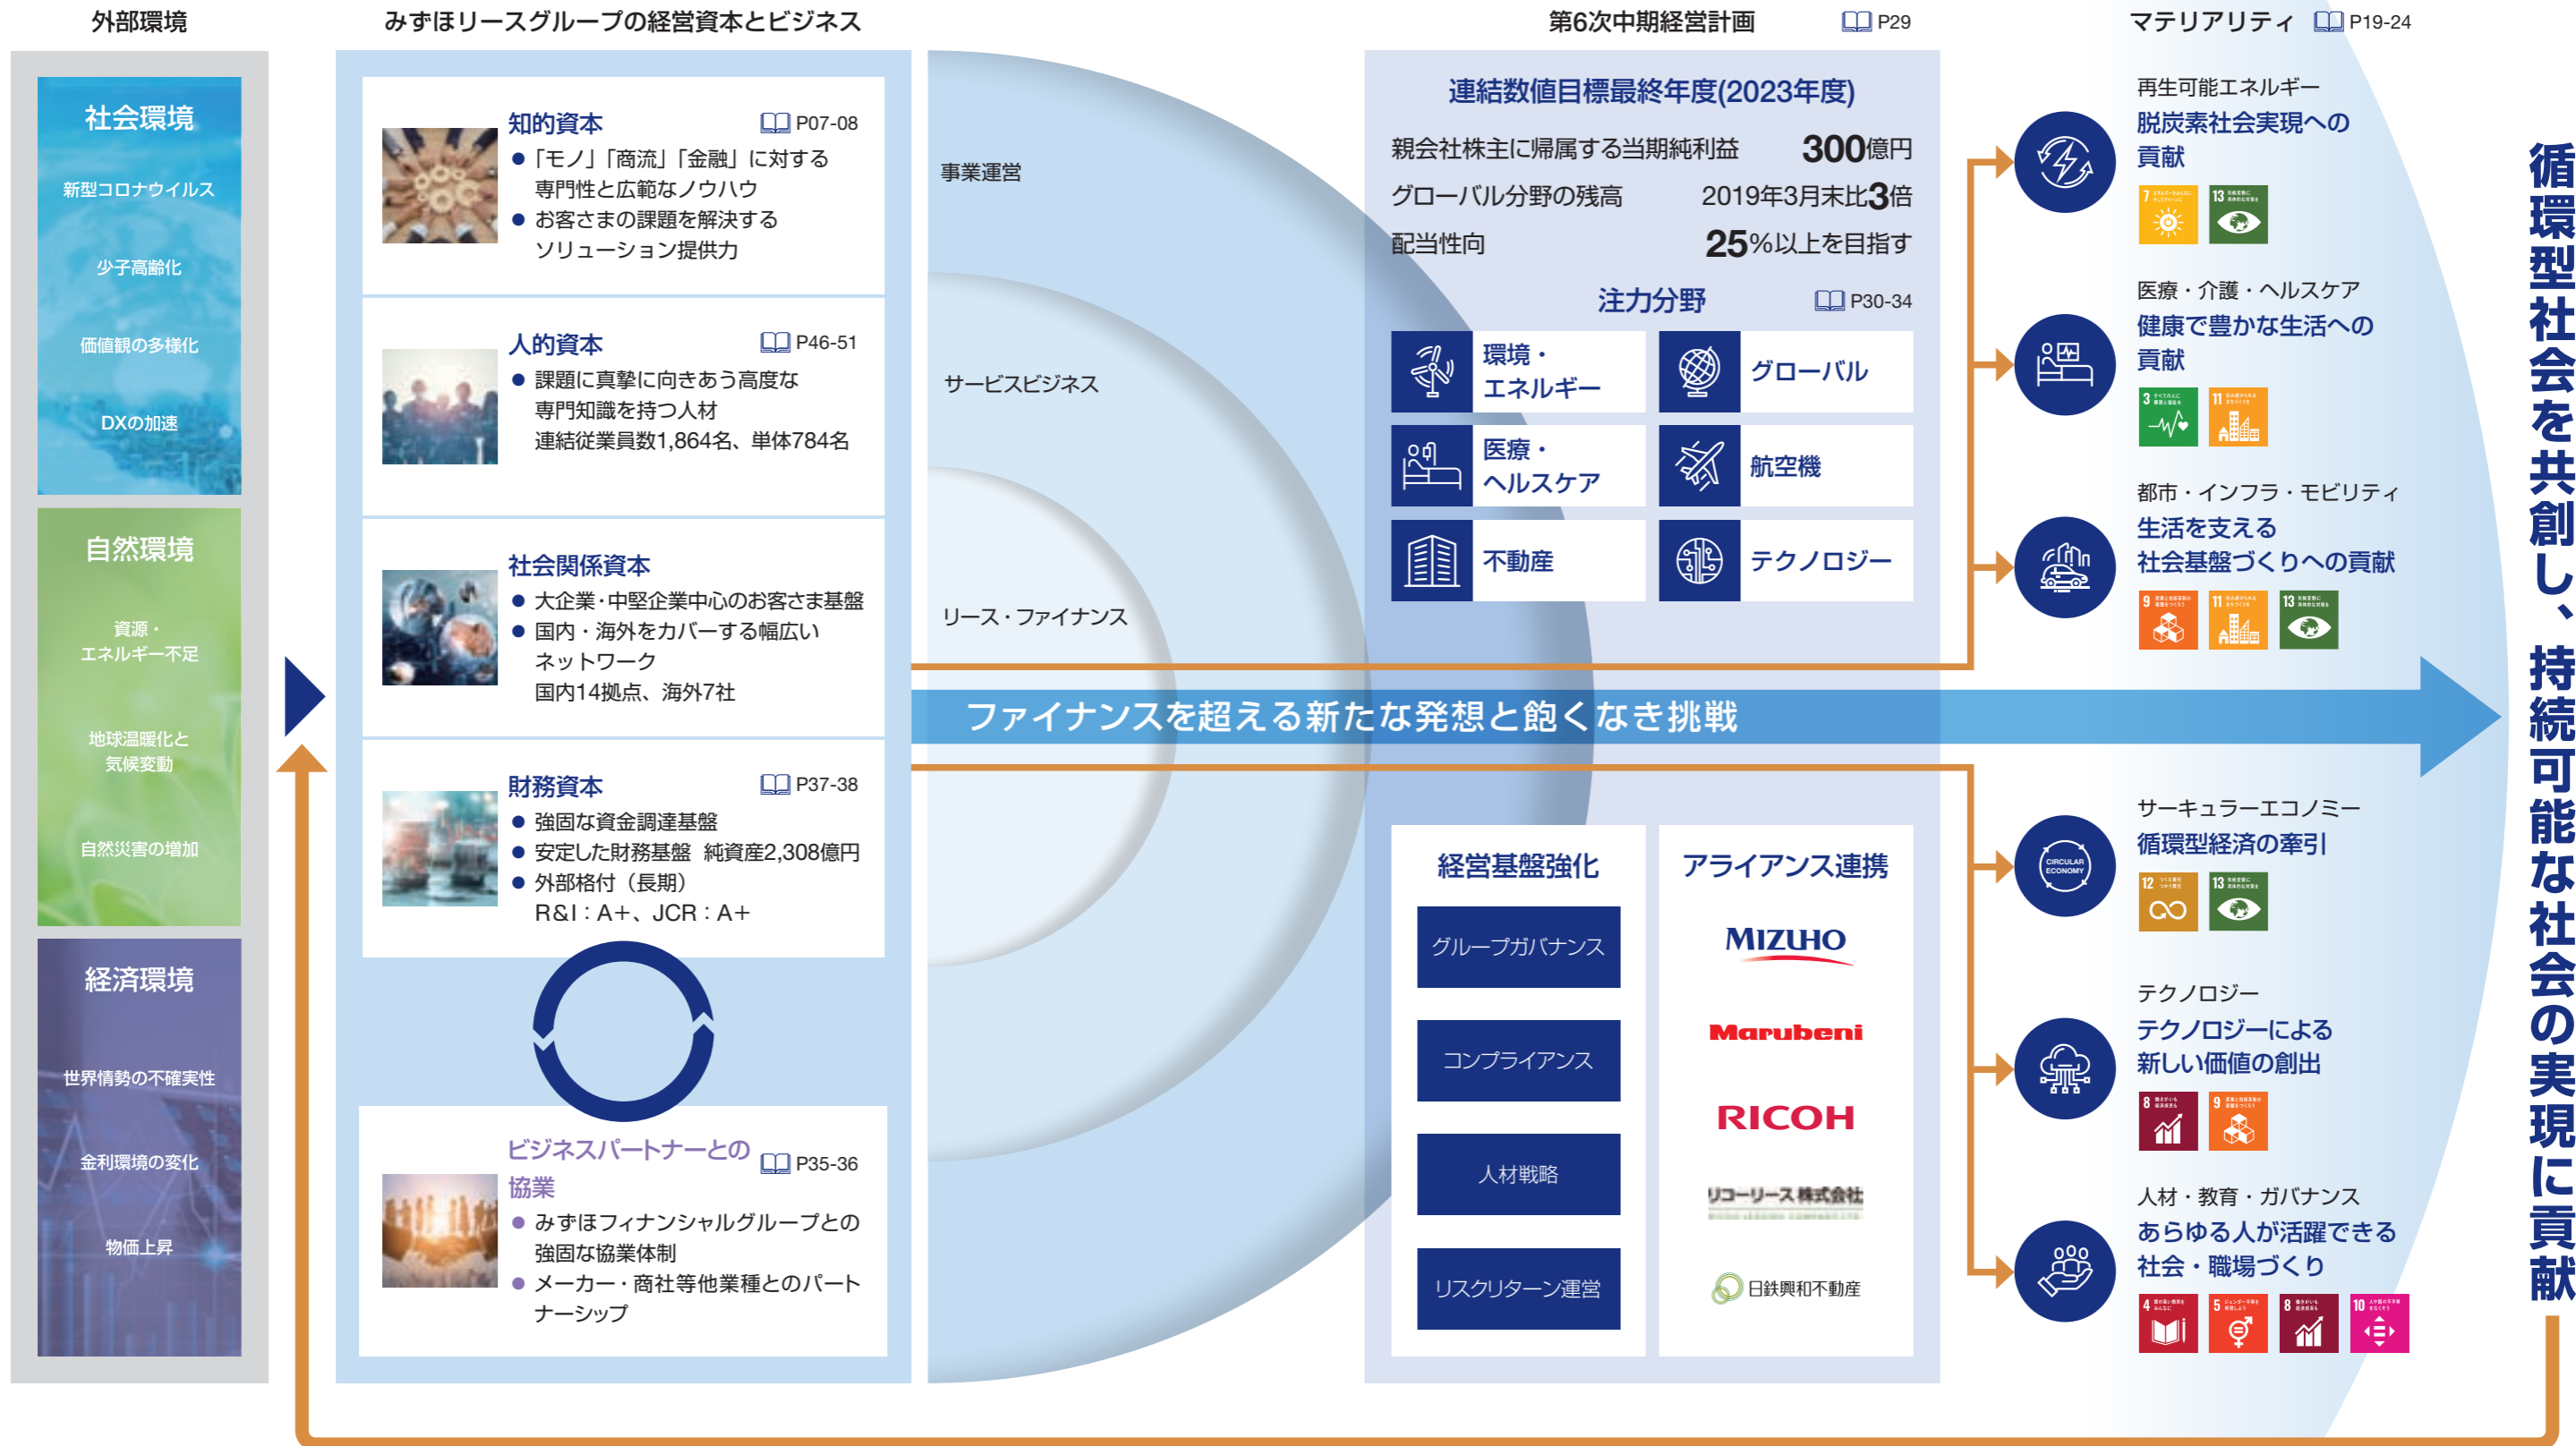 外部環境
社会環境
新型コロナウイルス
少子高齢化
価値観の多様化
DXの加速
自然環境
資源・
エネルギー不足
地球温暖化と
気候変動
自然災害の増加
経済環境
世界情勢の不確実性
金利環境の変化
物価上昇
みずほリースグループの経営資本とビジネス
知的資本
P07-08
● 「モノ」「商流」「金融」に対する
専門性と広範なノウハウ
● お客さまの課題を解決する
ソリューション提供力
人的資本
P46-51
● 課題に真摯に向きあう高度な
専門知識を持つ人材
連結従業員数1,864名、単体784名
社会関係資本
● 大企業・中堅企業中心のお客さま基盤
● 国内・海外をカバーする幅広い
ネットワーク
国内14拠点、海外7社
財務資本
P37-38
● 強固な資金調達基盤
● 安定した財務基盤 純資産2,308億円
● 外部格付（長期）
R&I：A+、JCR：A+
ビジネスパートナーとの
協業
P35-36
● みずほフィナンシャルグループとの
強固な協業体制
● メーカー・商社等他業種とのパート
ナーシップ
事業運営
サービスビジネス
リース・ファイナンス
ファイナンスを超える新たな発想と飽くなき挑戦
第6次中期経営計画
P29
連結数値目標最終年度(2023年度)
親会社株主に帰属する当期純利益 300億円
グローバル分野の残高 2019年3月末比3倍
配当性向 25%以上を目指す
注力分野
P30-34
環境・
エネルギー
グローバル
医療・
ヘルスケア
航空機
不動産
テクノロジー
経営基盤強化
グループガバナンス
コンプライアンス
人材戦略
リスクリターン運営
アライアンス連携
MIZUHO
Marubeni
RICOH
リコーリース株式会社
日鉄興和不動産
マテリアリティ
P19-24
再生可能エネルギー
脱炭素社会実現への
貢献
7
13
医療・介護・ヘルスケア
健康で豊かな生活への
貢献
3
11
都市・インフラ・モビリティ
生活を支える
社会基盤づくりへの貢献
9
11
13
CIRCULAR
ECONOMY
サーキュラーエコノミー
循環型経済の牽引
12
13
テクノロジー
テクノロジーによる
新しい価値の創出
8
9
人材・教育・ガバナンス
あらゆる人が活躍できる
社会・職場づくり
4
5
8
10
循環型社会を共創し、持続可能な社会の実現に貢献